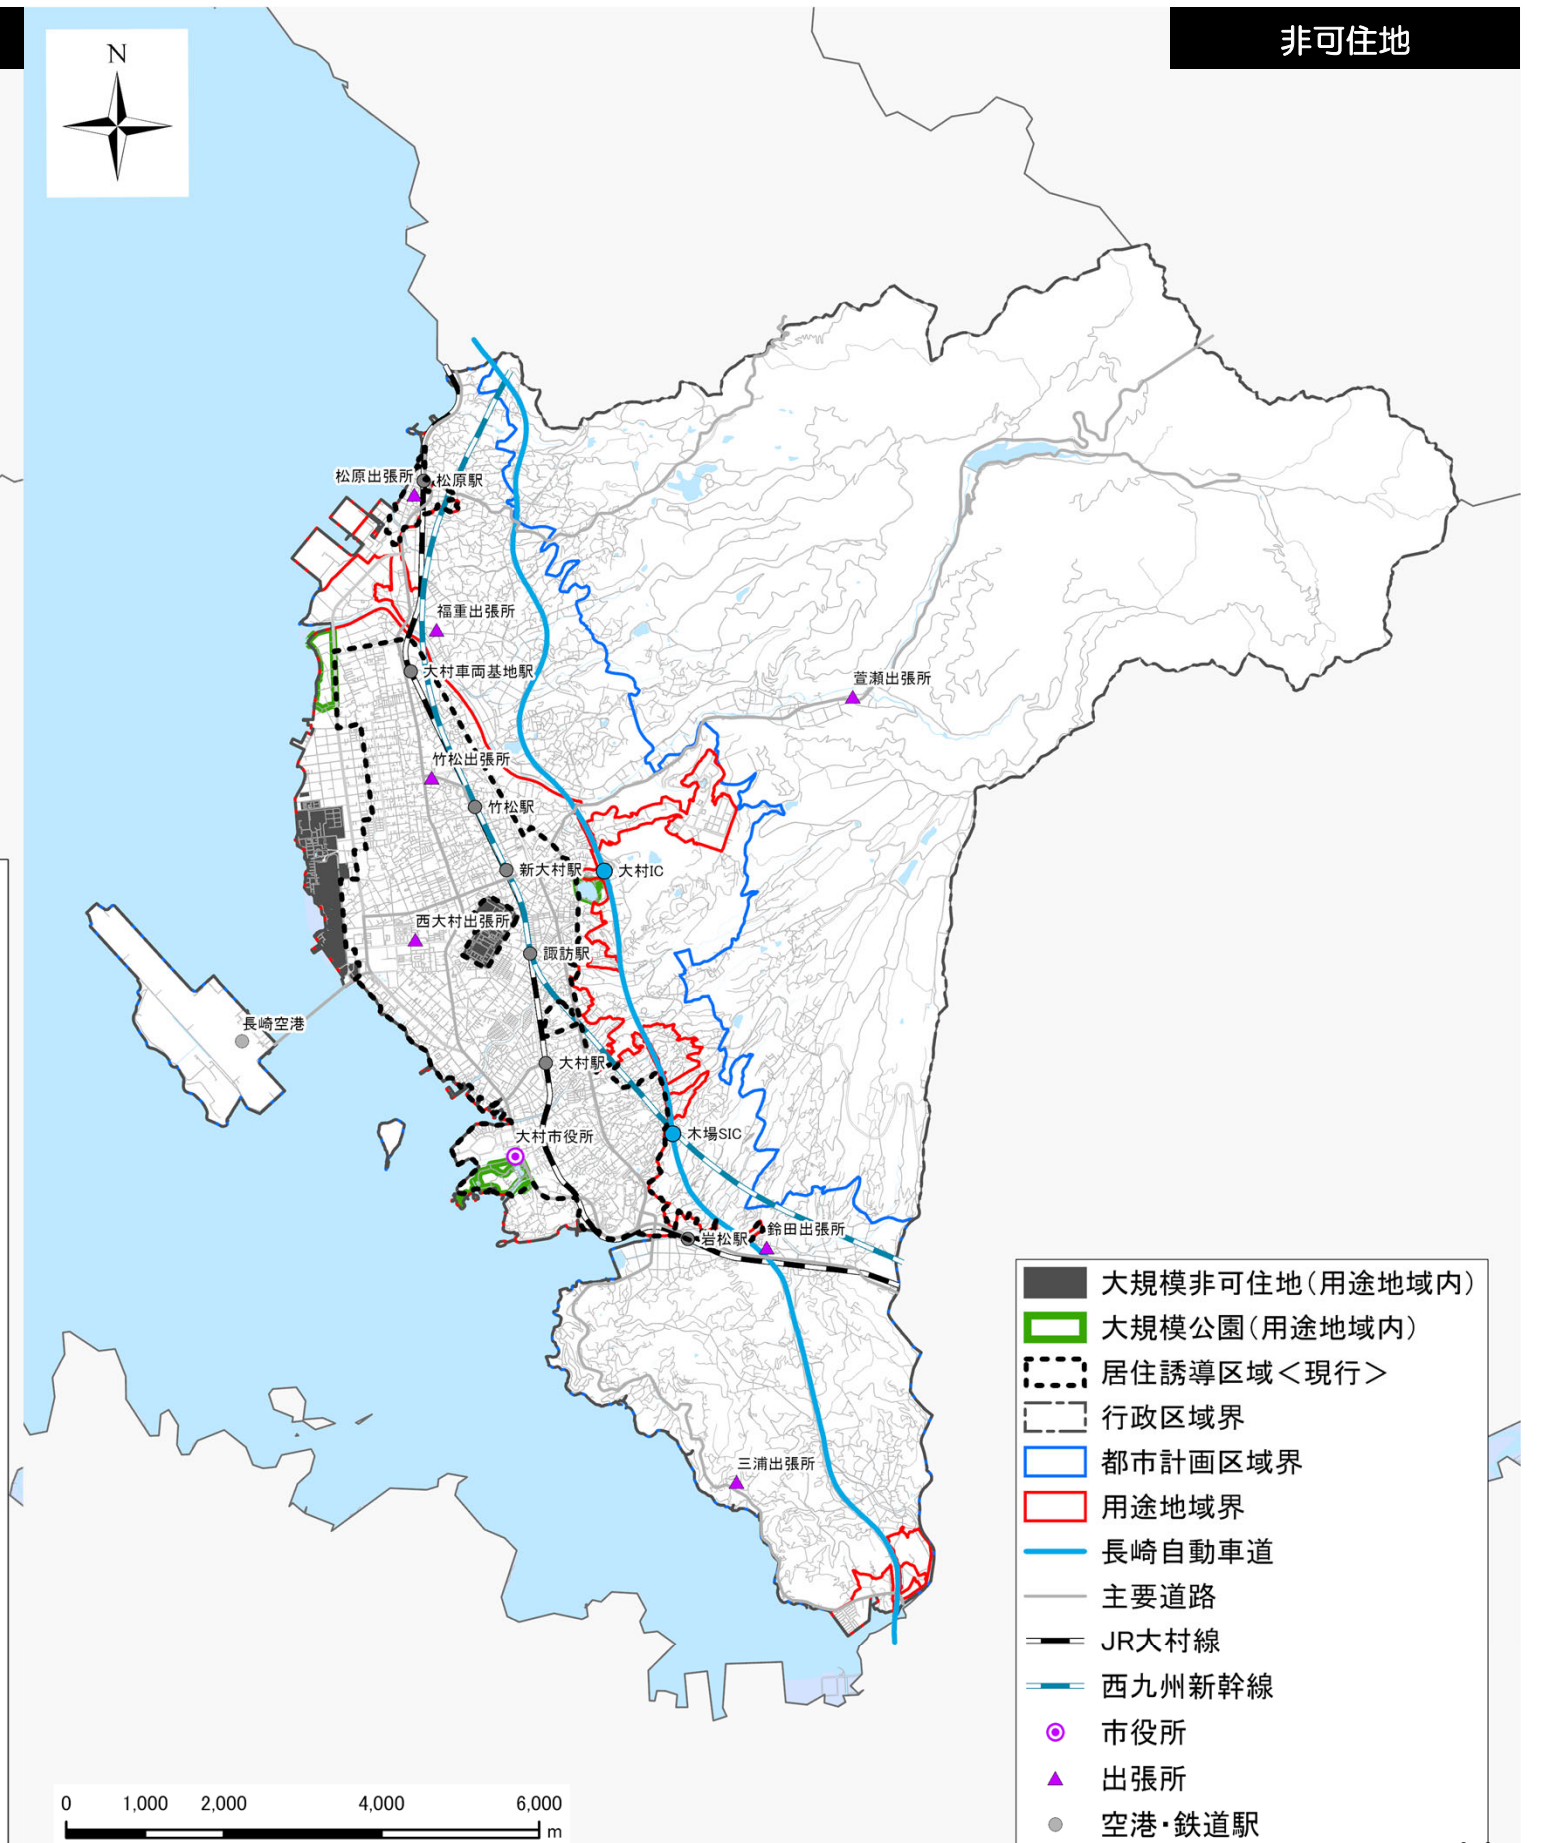 非可住地
N
松原出張所
松原駅
福重出張所
大村車両基地駅
萱瀬出張所
竹松出張所
竹松駅
新大村駅
大村IC
西大村出張所
諏訪駅
長崎空港
大村駅
大村市役所
木場SIC
岩松駅
鈴田出張所
三浦出張所
大規模非可住地(用途地域内)
大規模公園(用途地域内)
居住誘導区域<現行>
行政区域界
都市計画区域界
用途地域界
長崎自動車道
主要道路
JR大村線
西九州新幹線
市役所
出張所
空港・鉄道駅
0 1,000 2,000 4,000 6,000
m